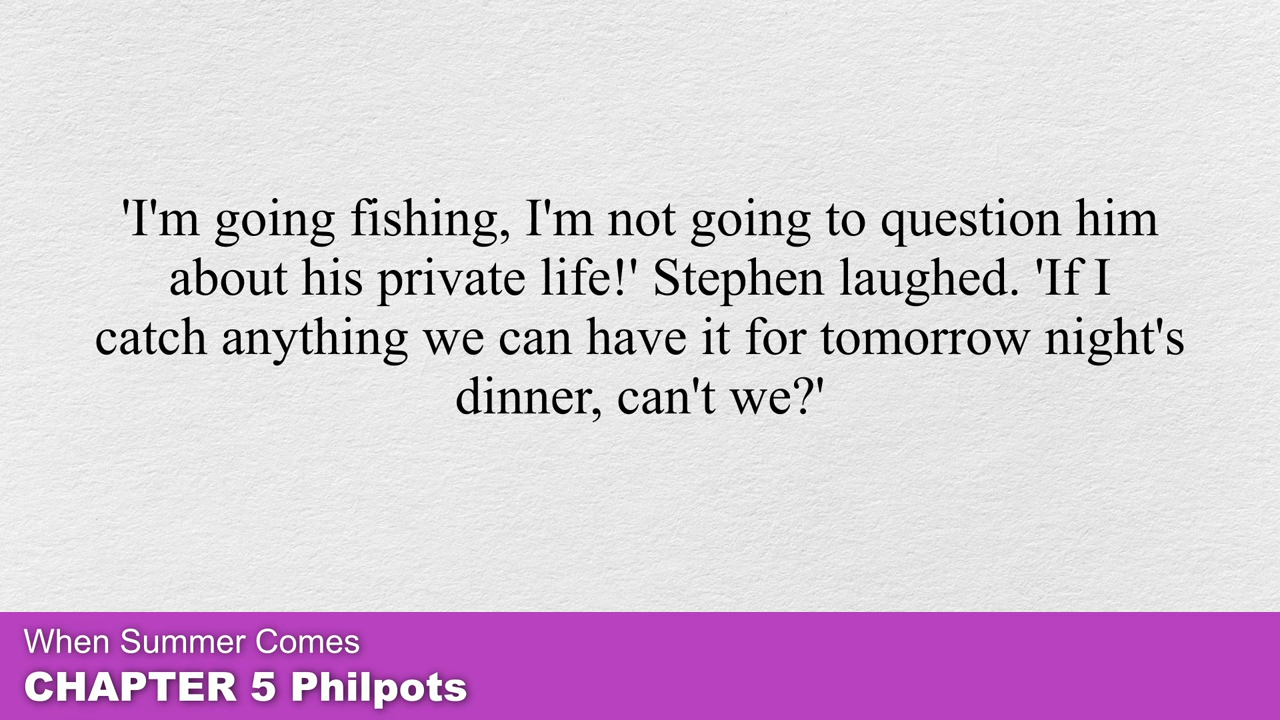 'I'm going fishing, I'm not going to question him
about his private life!' Stephen laughed. 'If I
catch anything we can have it for tomorrow night's
dinner, can't we?'
When Summer Comes
CHAPTER 5 Philpots